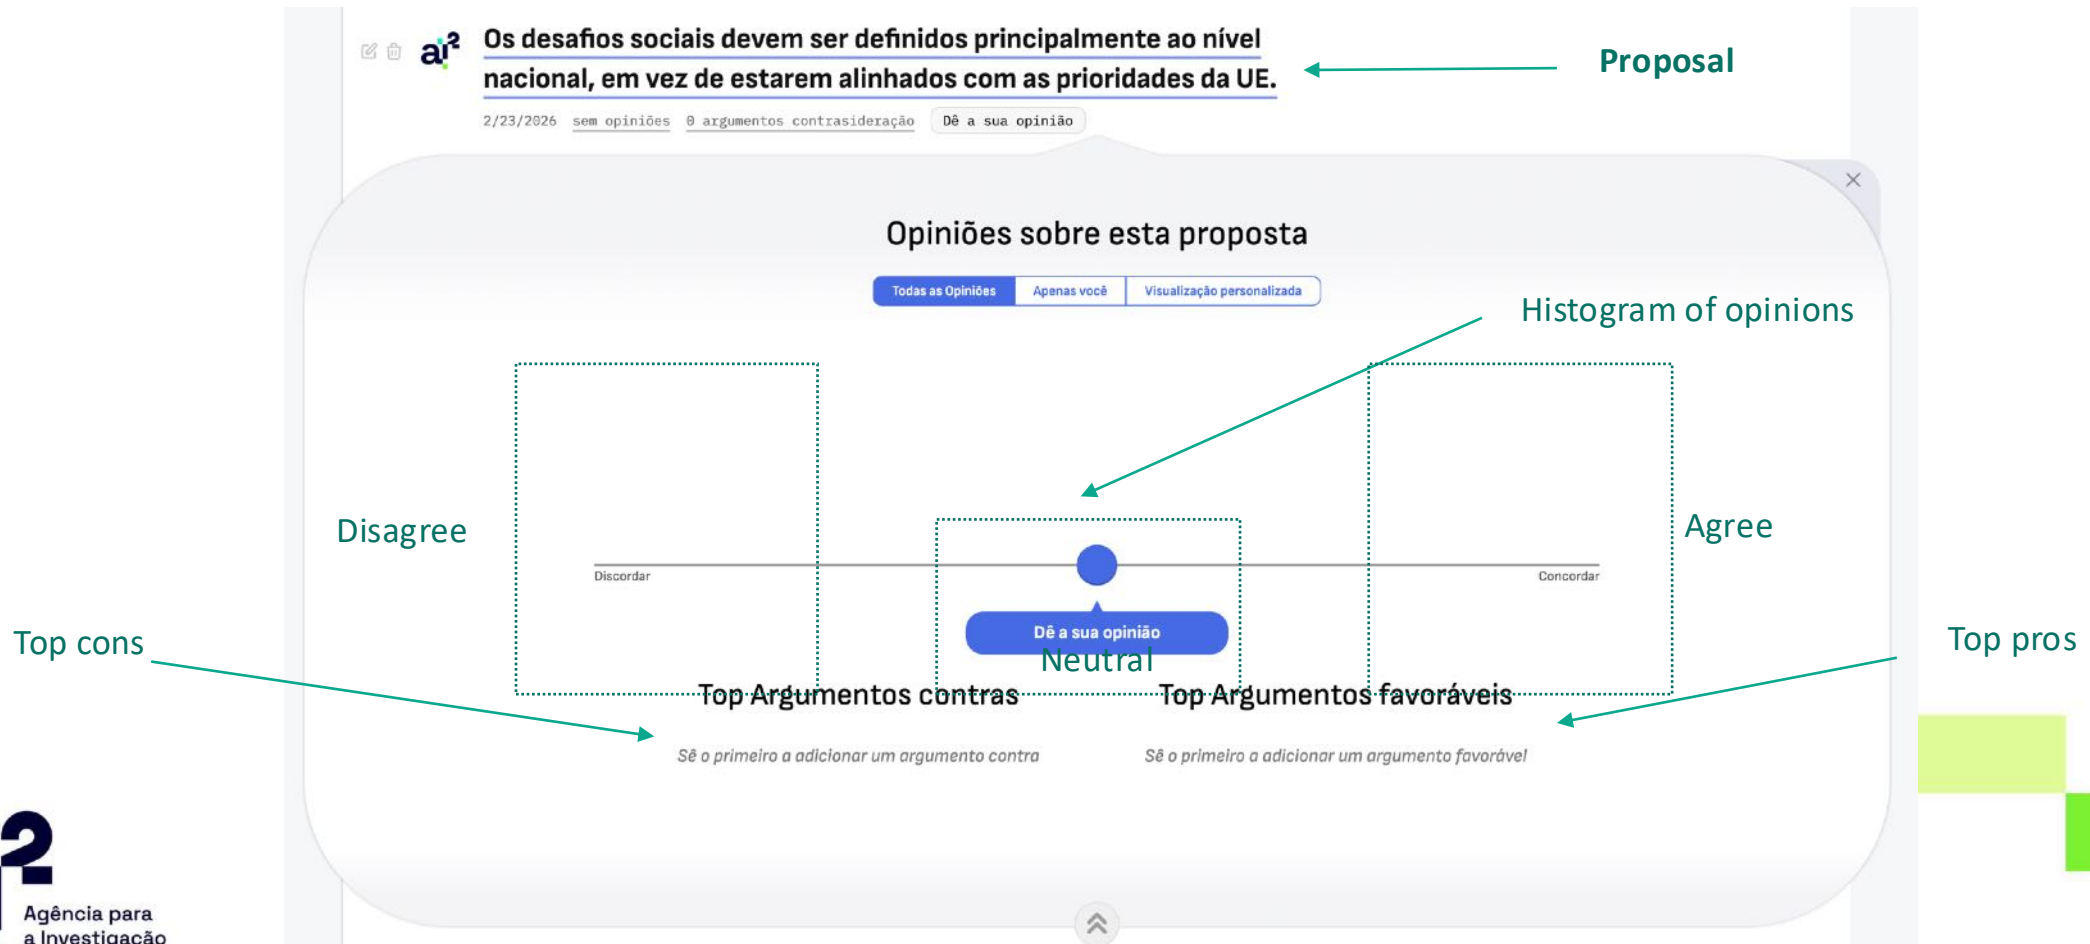 ai²
Os desafios sociais devem ser definidos principalmente ao nível
nacional, em vez de estarem alinhados com as prioridades da UE.
Proposal
2/23/2026 sem opiniões 0 argumentos contrasideração Dê a sua opinião
Opiniões sobre esta proposta
Todas as Opiniões Apenas você Visualização personalizada
Histogram of opinions
Disagree
Agree
Discordar
Concordar
Dê a sua opinião
Neutral
Top cons
Top pros
Top Argumentos contras
Top Argumentos favoráveis
Sê o primeiro a adicionar um argumento contra
Sê o primeiro a adicionar um argumento favorável
2
Agência para
a Investigação